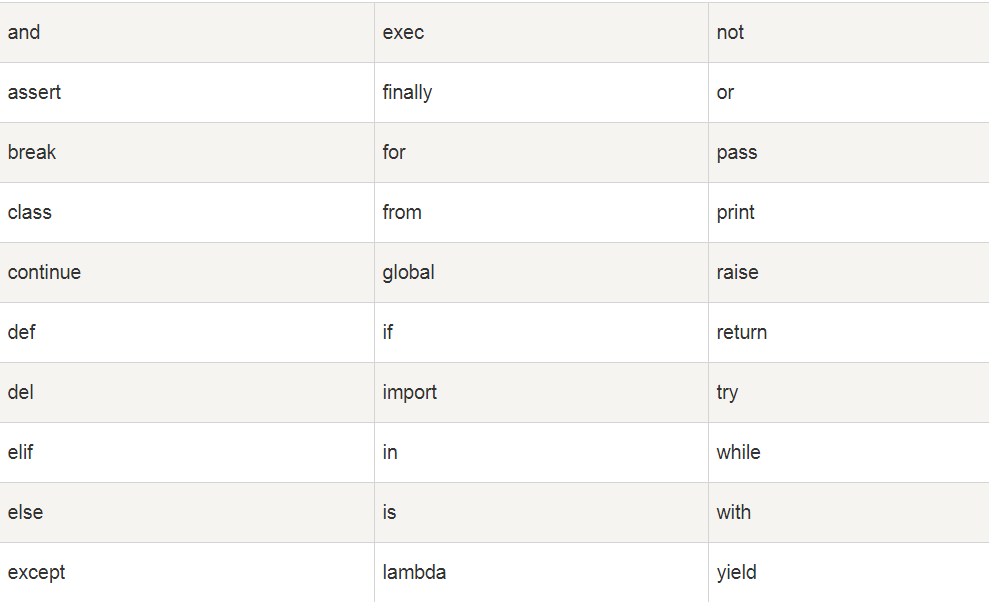 and exec not
assert finally or
break for pass
class from print
continue global raise
def if return
del import try
elif in while
else is with
except lambda yield